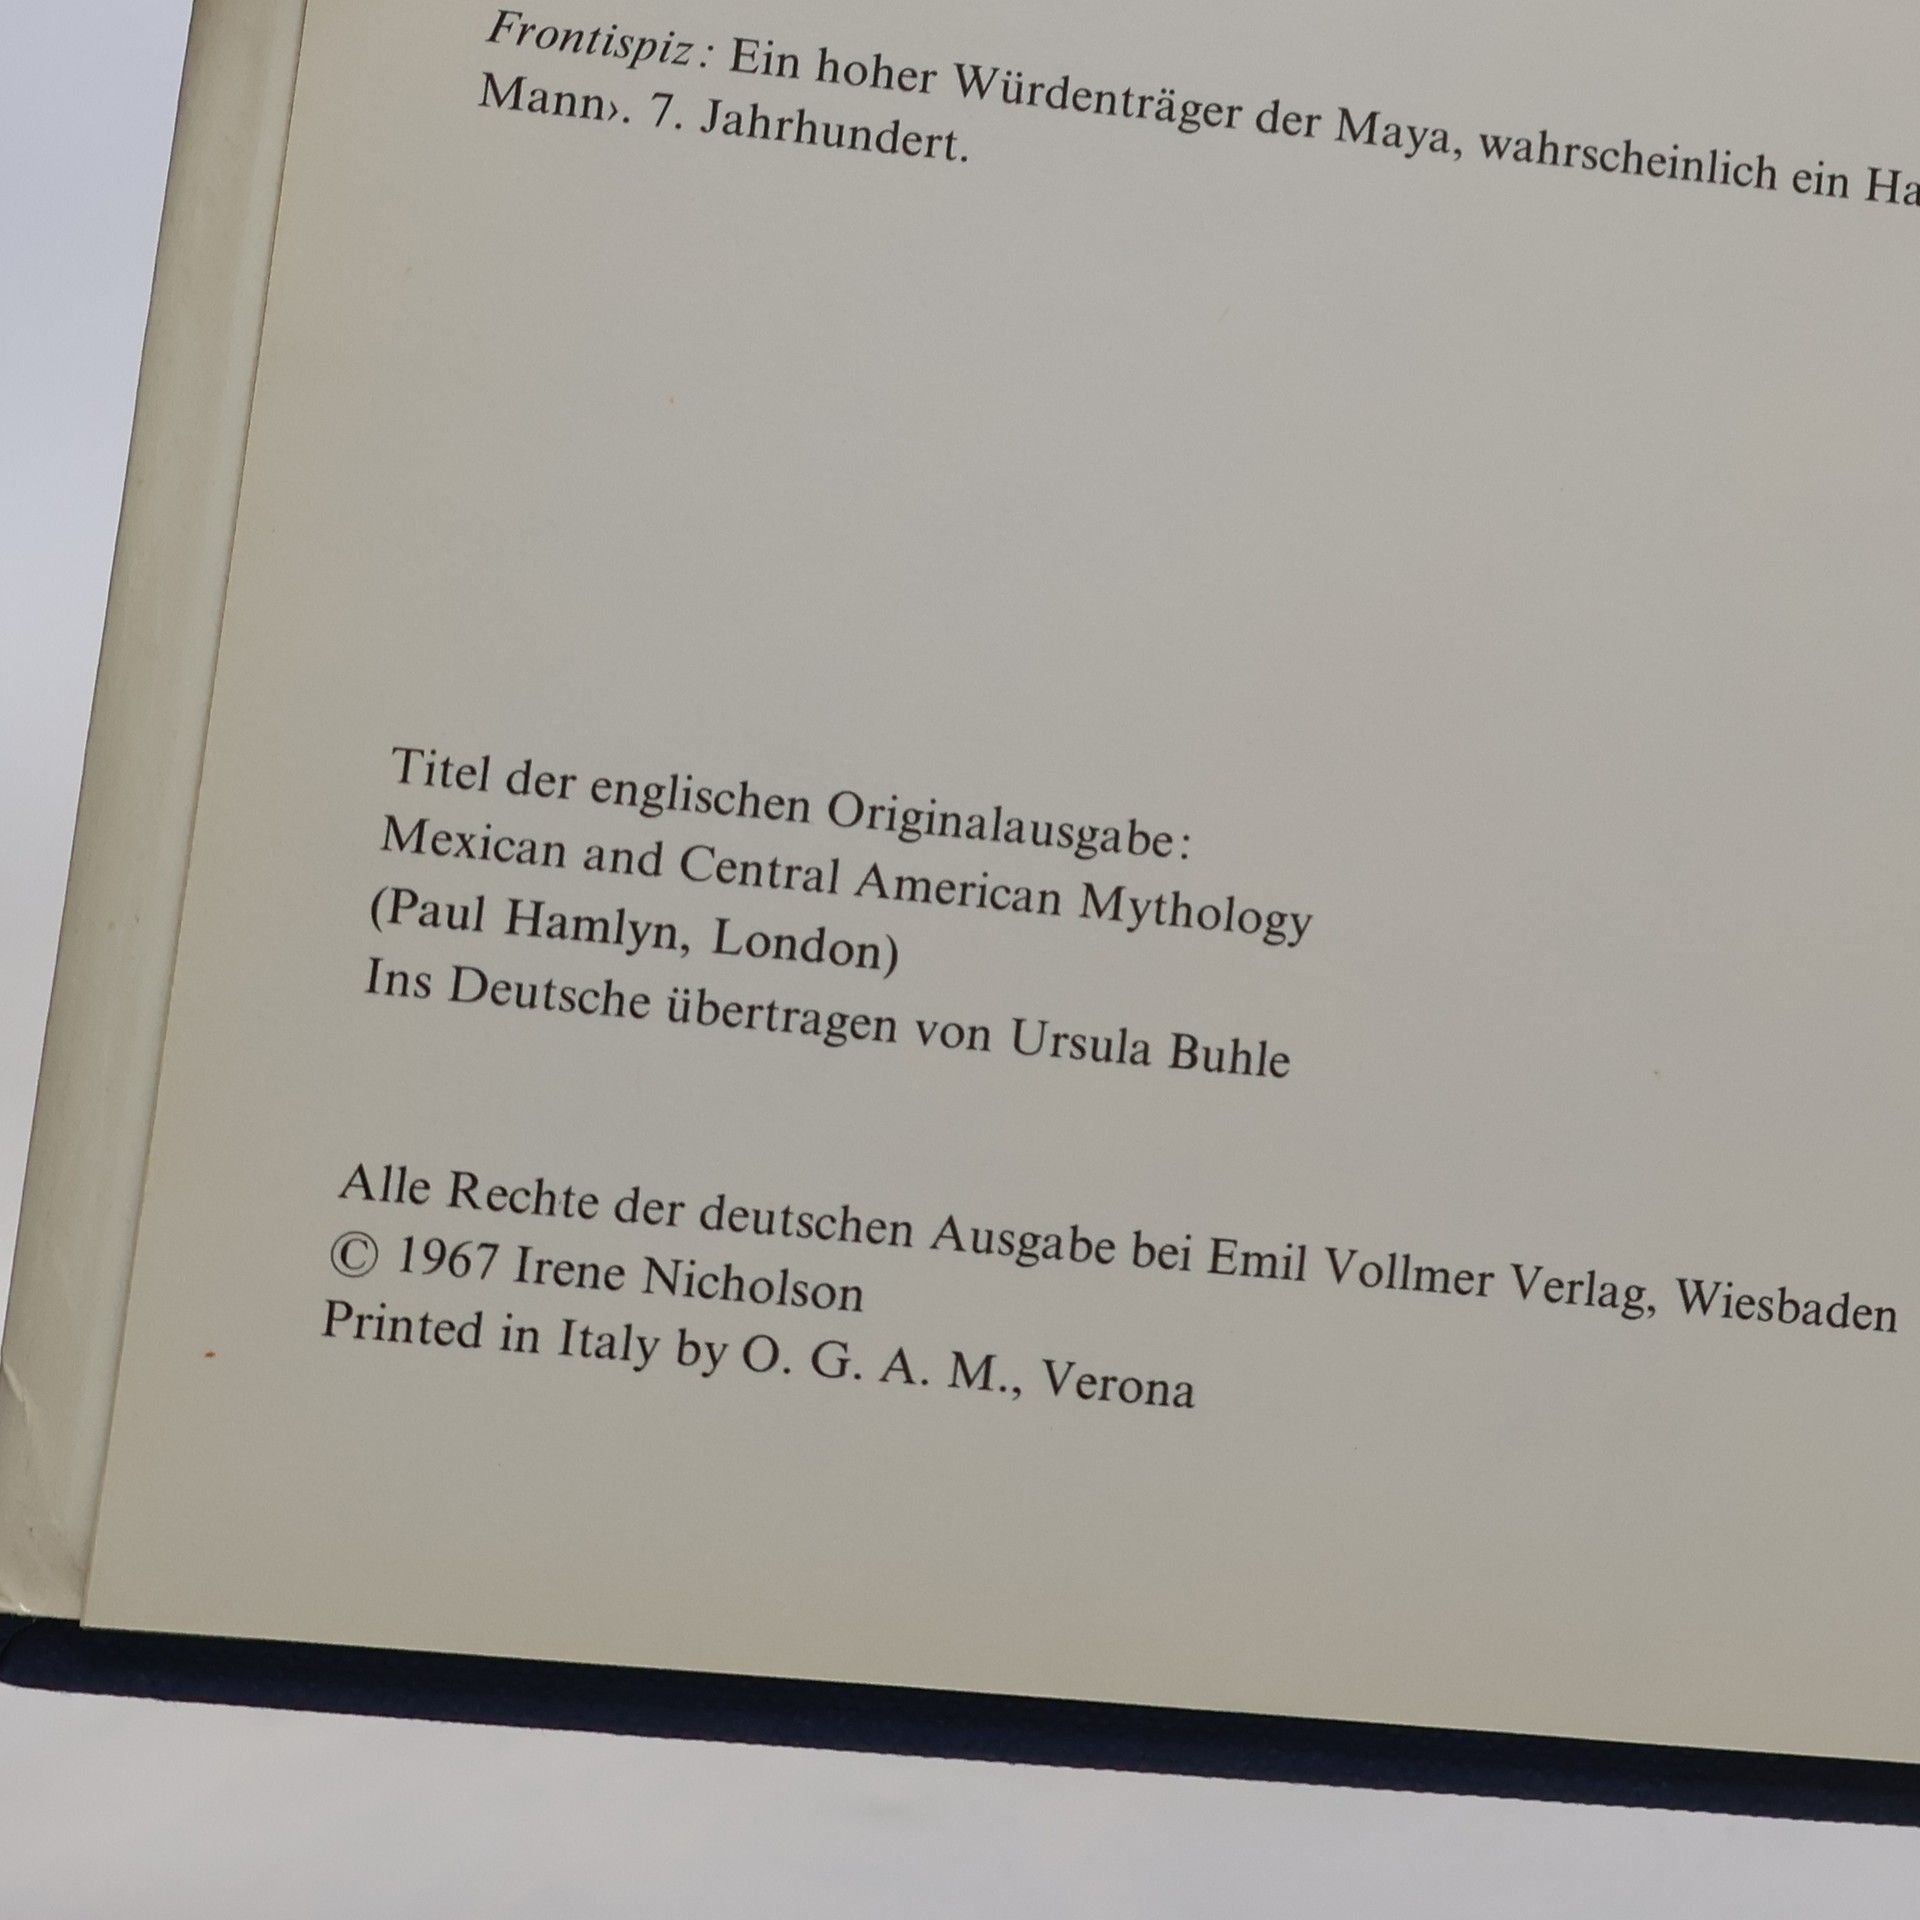 Frontispiz: Ein hoher Würdenträger der Maya, wahrscheinlich ein
Mann›. 7. Jahrhundert.
Titel der englischen Originalausgabe:
Mexican and Central American Mythology
(Paul Hamlyn, London)
Ins Deutsche übertragen von Ursula Buhle
Alle Rechte der deutschen Ausgabe bei Emil Vollmer Verlag, Wiesbaden
© 1967 Irene Nicholson
Printed in Italy by O. G. A. M., Verona